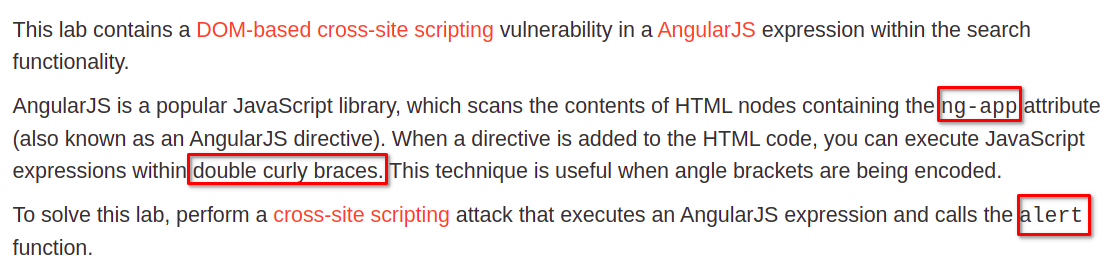 This lab contains a DOM-based cross-site scripting vulnerability in a AngularJS expression within the search
functionality.
AngularJS is a popular JavaScript library, which scans the contents of HTML nodes containing the ng-app attribute
(also known as an AngularJS directive). When a directive is added to the HTML code, you can execute JavaScript
expressions within double curly braces. This technique is useful when angle brackets are being encoded.
To solve this lab, perform a cross-site scripting attack that executes an AngularJS expression and calls the alert
function.